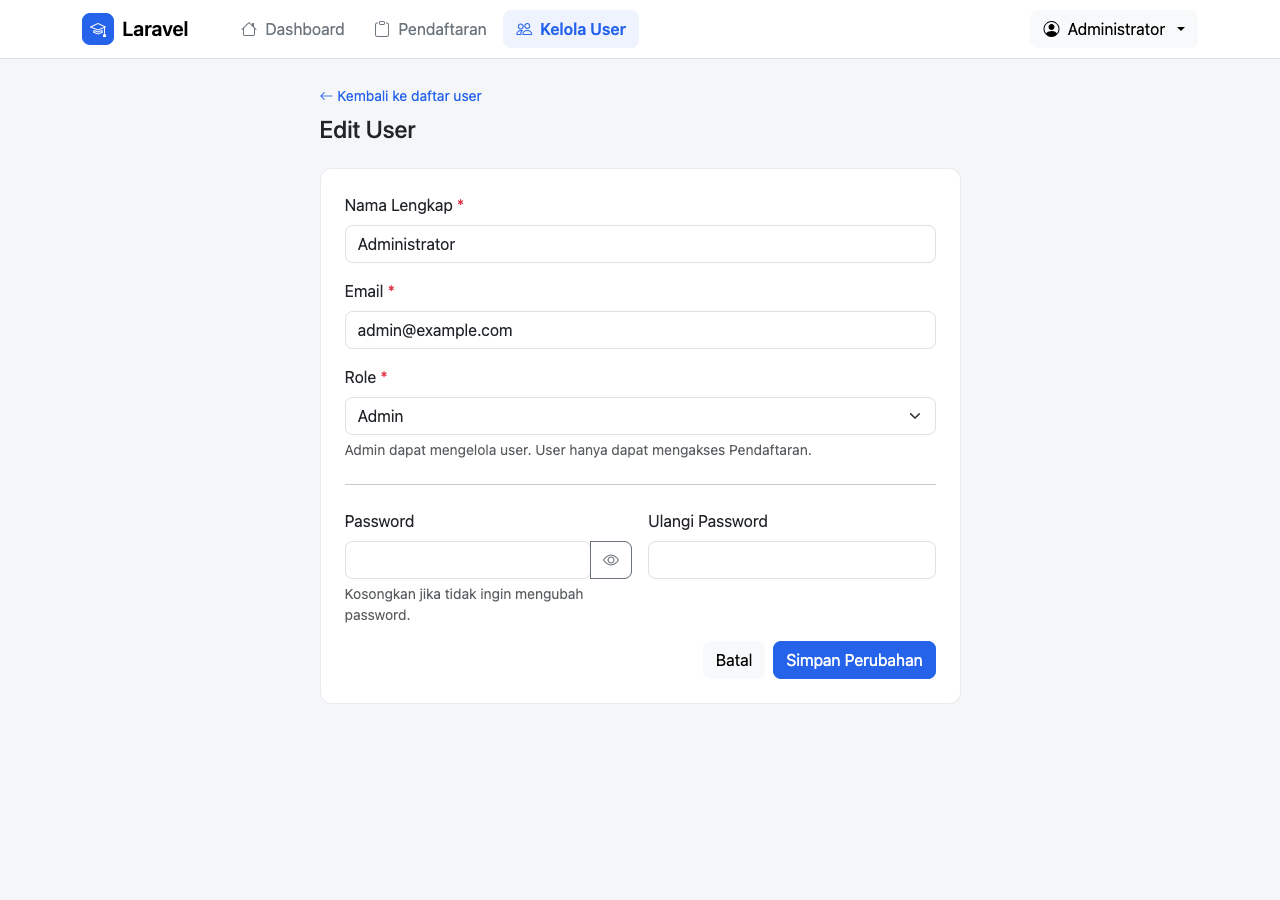 Laravel
Dashboard
Pendaftaran
Kelola User
Administrator
← Kembali ke daftar user
Edit User
Nama Lengkap *
Administrator
Email *
admin@example.com
Role *
Admin
Admin dapat mengelola user. User hanya dapat mengakses Pendaftaran.
Password
Ulangi Password
Kosongkan jika tidak ingin mengubah
password.
Batal
Simpan Perubahan